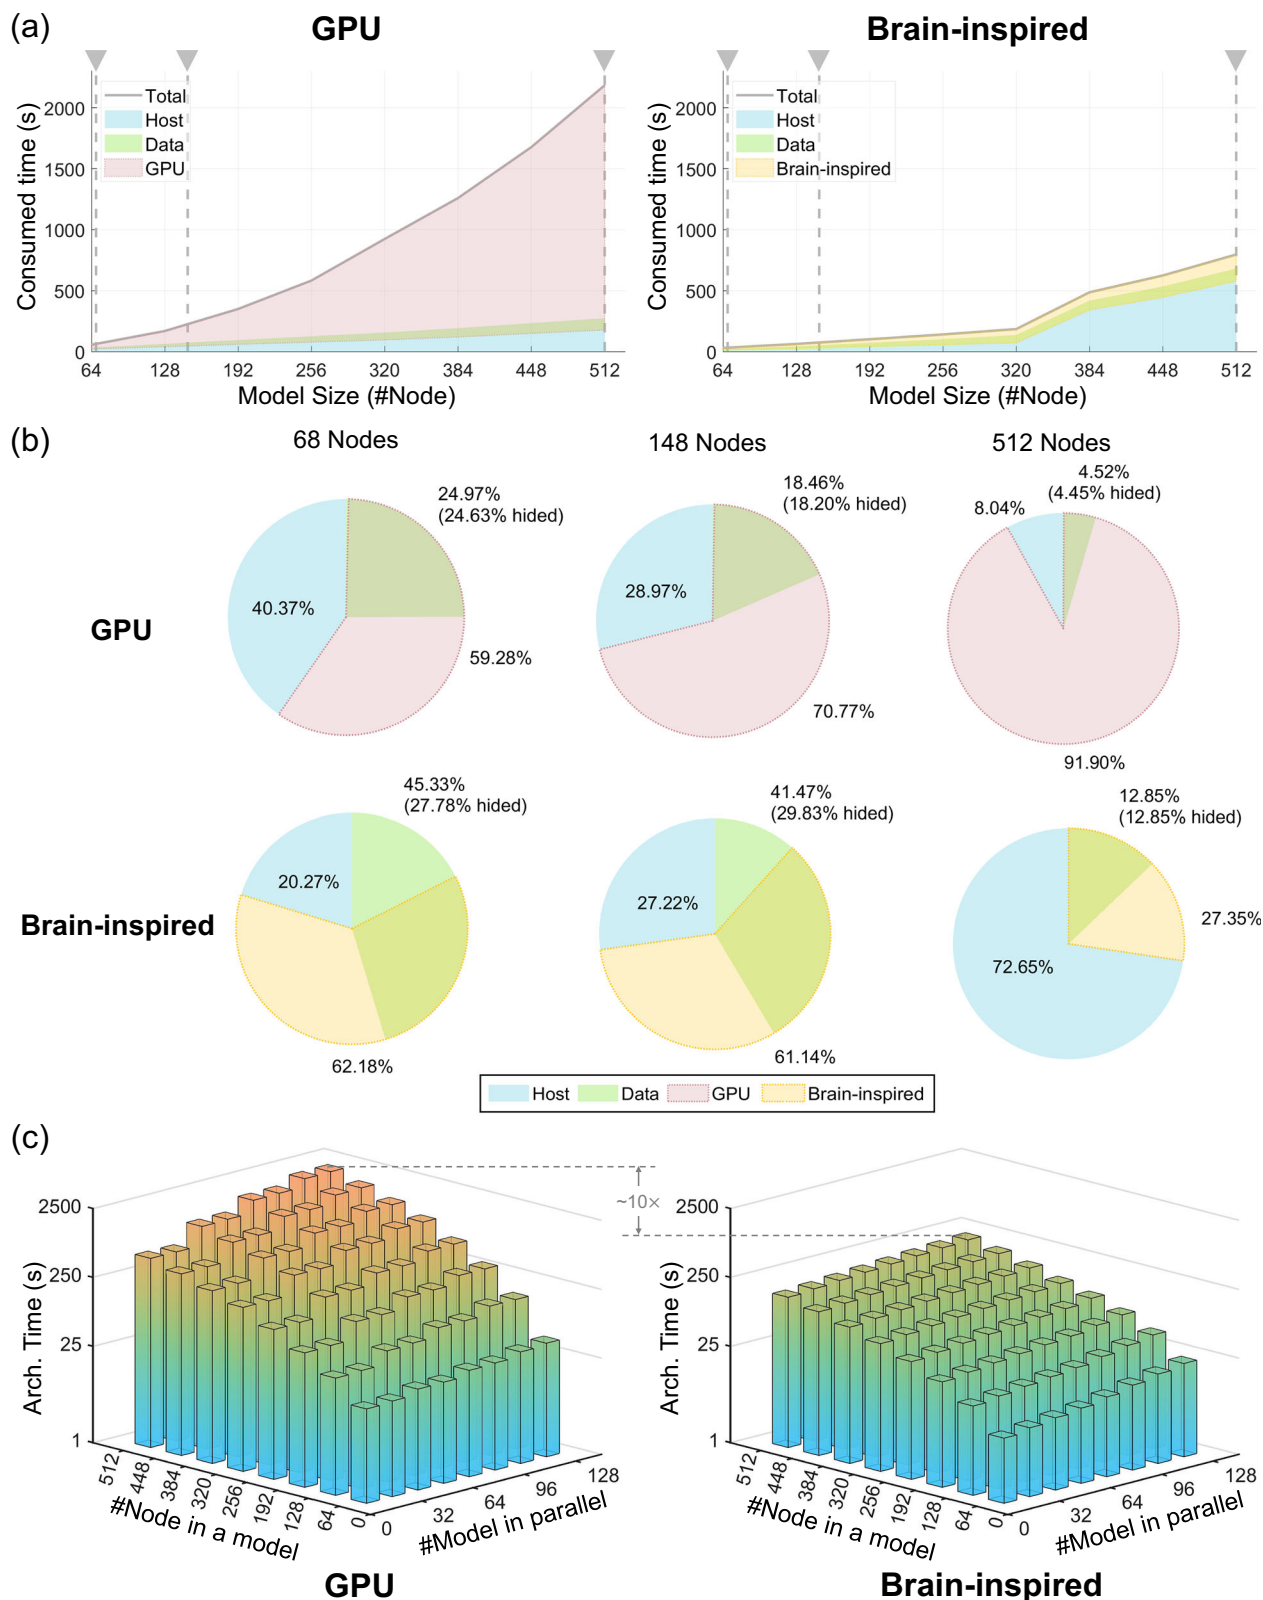 (a)
GPU
Brain-inspired
Consumed time (s)
2000
1500
1000
500
0
Total
Host
Data
GPU
64 128 192 256 320 384 448 512
Model Size (#Node)
Consumed time (s)
2000
1500
1000
500
0
Total
Host
Data
Brain-inspired
64 128 192 256 320 384 448 512
Model Size (#Node)
(b)
68 Nodes
148 Nodes
512 Nodes
GPU
24.97%
(24.63% hided)
40.37%
59.28%
18.46%
(18.20% hided)
28.97%
70.77%
4.52%
(4.45% hided)
8.04%
91.90%
Brain-inspired
45.33%
(27.78% hided)
20.27%
62.18%
41.47%
(29.83% hided)
27.22%
61.14%
12.85%
(12.85% hided)
27.35%
72.65%
Host Data GPU Brain-inspired
(c)
Arch. Time (s)
2500
250
25
1
512 448 384 320 256 192 128 64 0
#Node in a model
0 32 64 96 128
#Model in parallel
GPU
~10×
Arch. Time (s)
2500
250
25
1
512 448 384 320 256 192 128 64 0
#Node in a model
0 32 64 96 128
#Model in parallel
Brain-inspired